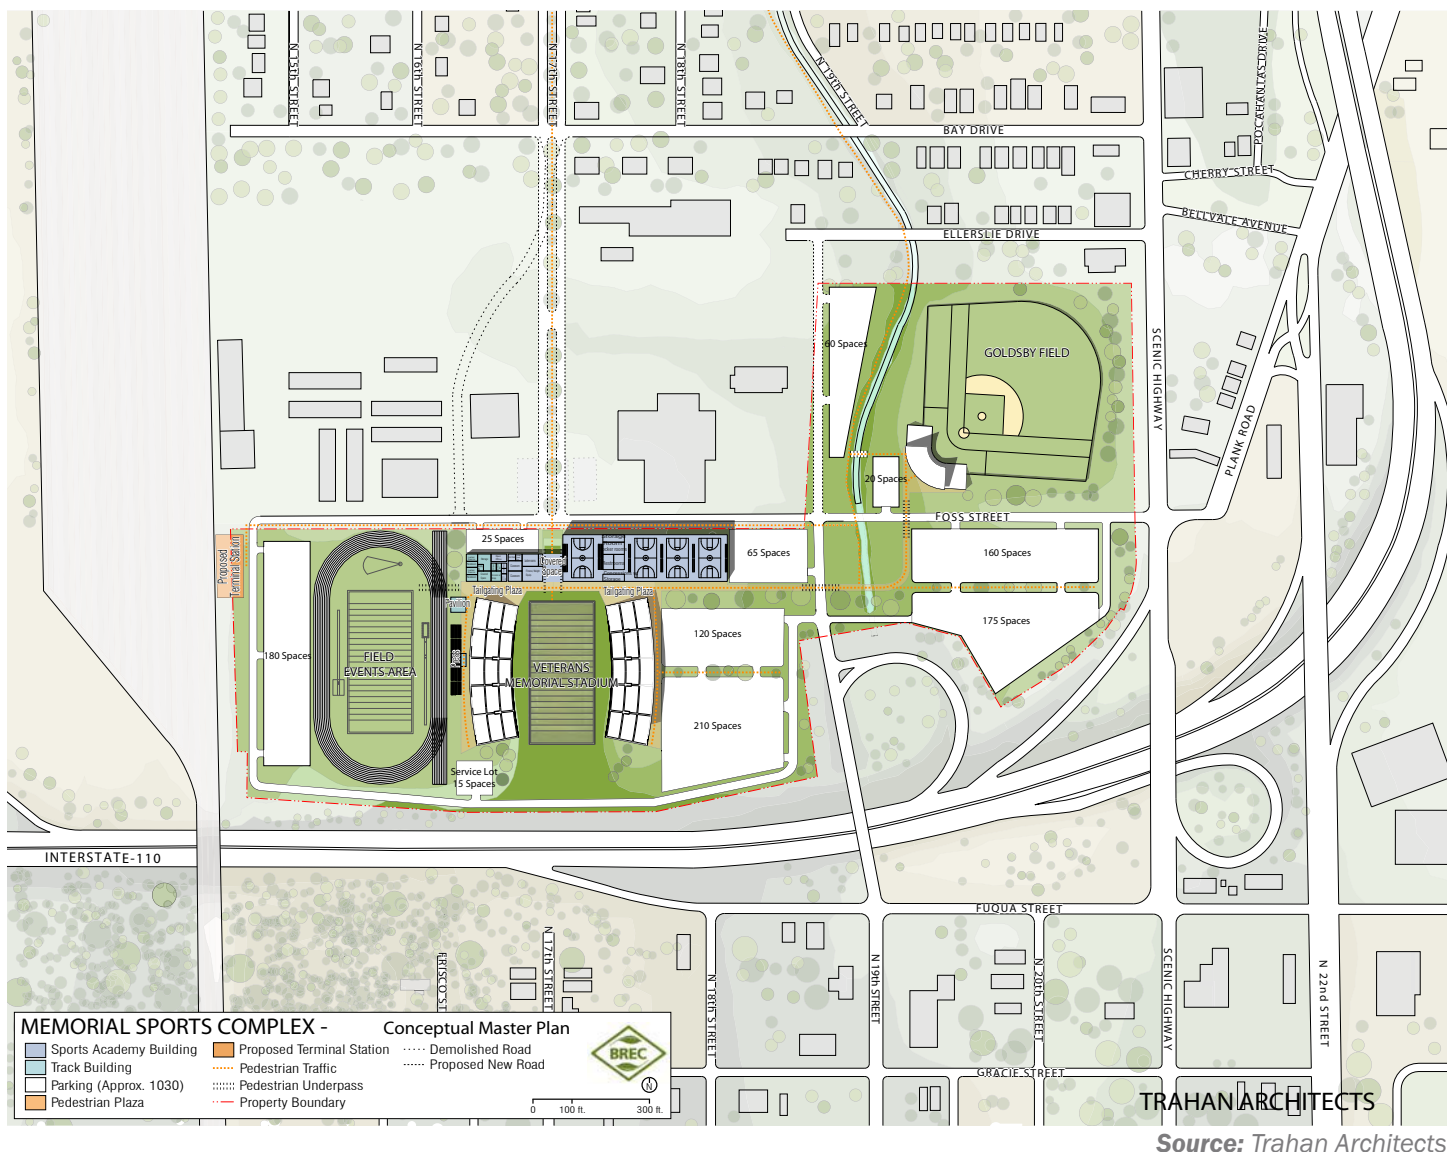 N 15th STREET
N 16th STREET
N 17th STREET
N 18th STREET
N 19th STREET
POCAHANTAS DRIVE
BAY DRIVE
CHERRY STREET
BELLVALE AVENUE
ELLERSLIE DRIVE
SCENIC HIGHWAY
PLANK ROAD
60 Spaces
GOLDSBY FIELD
20 Spaces
FOSS STREET
Proposed
Terminal Station
25 Spaces
Covered
Space
65 Spaces
160 Spaces
Tailgating Plaza
Tailgating Plaza
Pavilion
175 Spaces
120 Spaces
180 Spaces
FIELD
EVENTS AREA
Press
VETERANS
MEMORIAL STADIUM
210 Spaces
Service Lot
15 Spaces
INTERSTATE-110
FUQUA STREET
FRISCO ST
N 17th STREET
N 18th STREET
N 19th STREET
N 20th STREET
SCENIC HIGHWAY
N 22nd STREET
GRACIE STREET
MEMORIAL SPORTS COMPLEX -
Conceptual Master Plan
Sports Academy Building
Track Building
Parking (Approx. 1030)
Pedestrian Plaza
Proposed Terminal Station
Pedestrian Traffic
Pedestrian Underpass
Property Boundary
Demolished Road
Proposed New Road
BREC
N
0 100 ft. 300 ft.
TRAHAN ARCHITECTS
Source: Trahan Architects